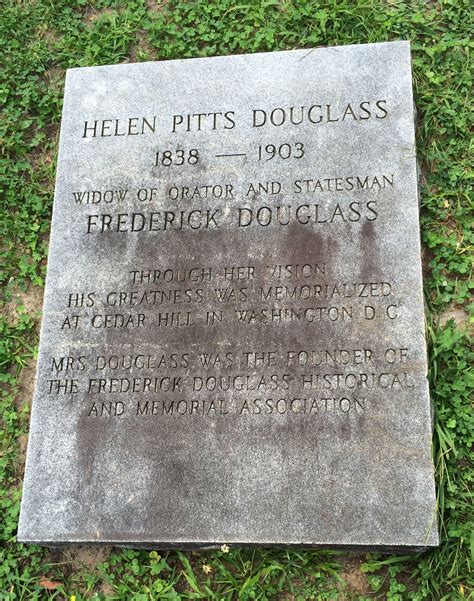 HELEN PITTS DOUGLASS
1838 — 1903
WIDOW OF ORATOR AND STATESMAN
FREDERICK DOUGLASS
THROUGH HER VISION
HIS GREATNESS WAS MEMORIALIZED
AT CEDAR HILL IN WASHINGTON D.C.
MRS DOUGLASS WAS THE FOUNDER OF
THE FREDERICK DOUGLASS HISTORICAL
AND MEMORIAL ASSOCIATION